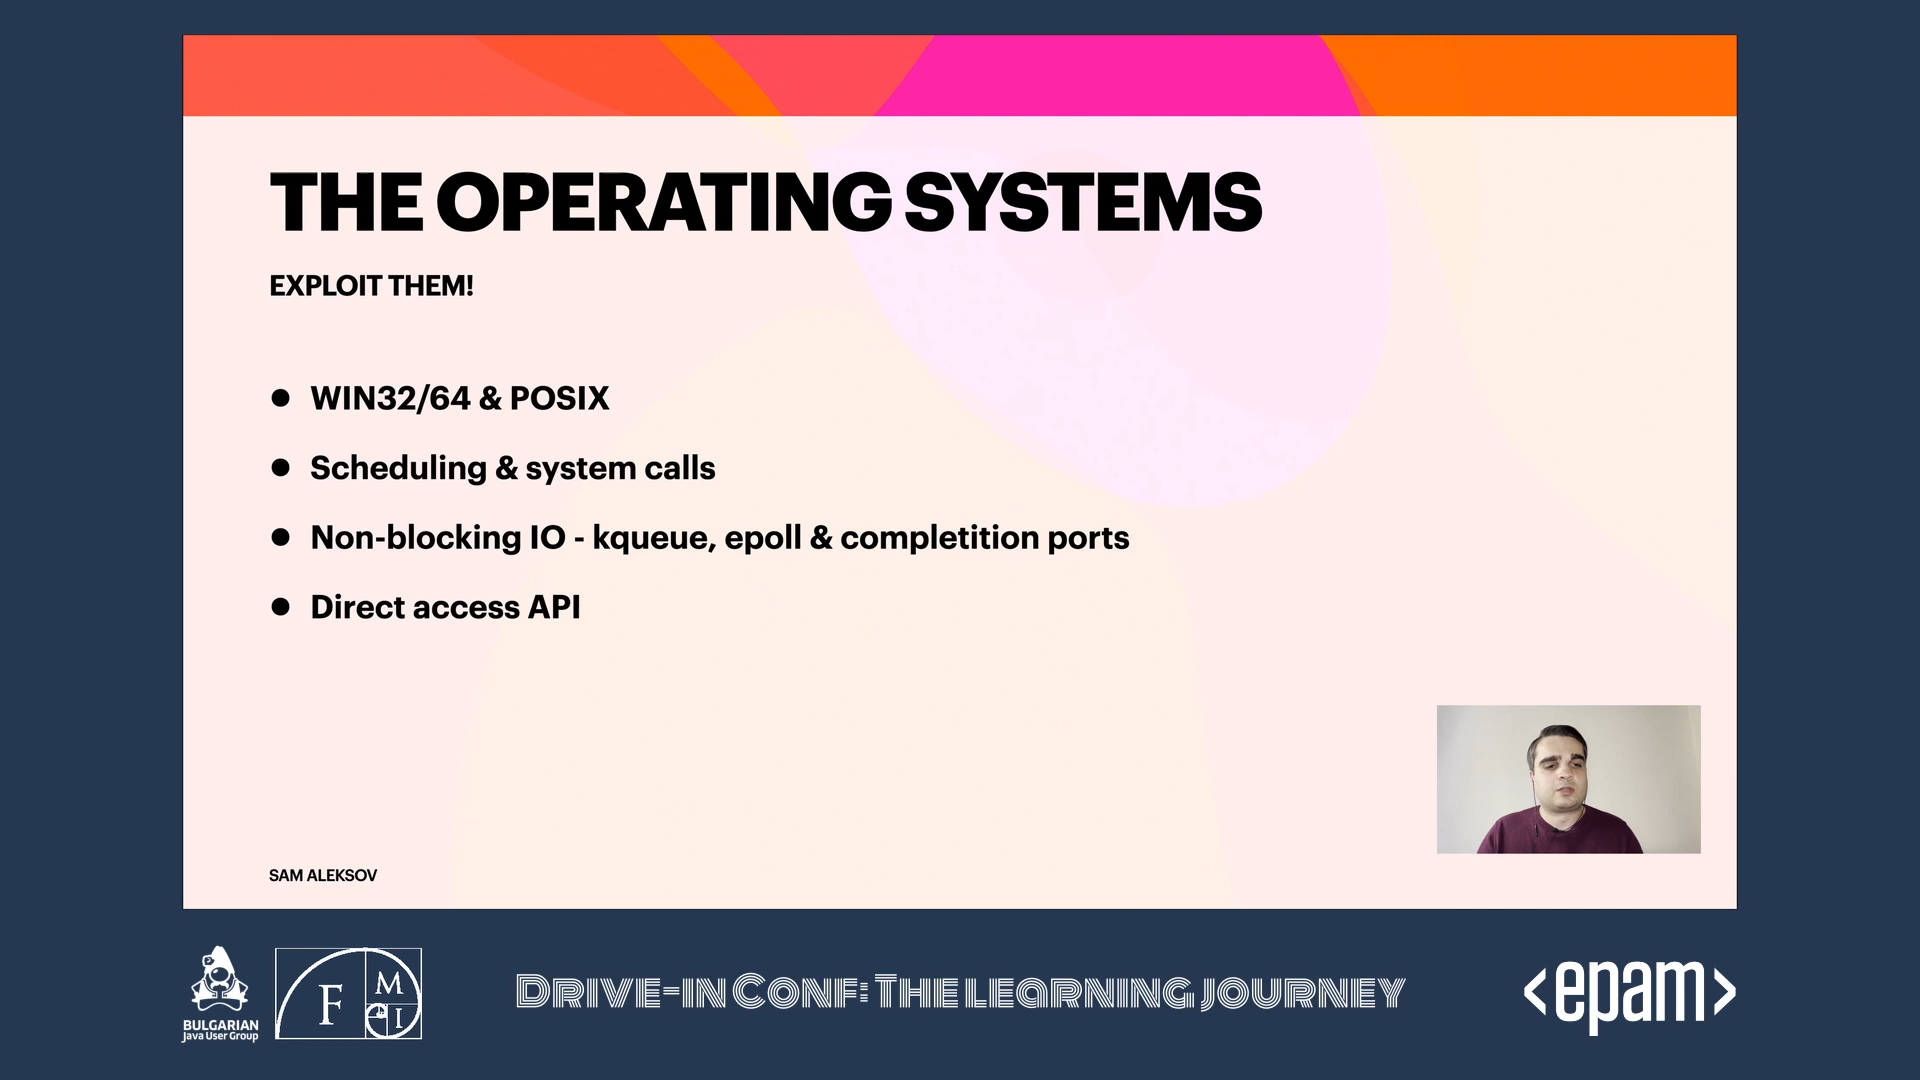 THE OPERATING SYSTEMS
EXPLOIT THEM!
WIN32/64 & POSIX
Scheduling & system calls
Non-blocking IO - kqueue, epoll & completition ports
Direct access API
SAM ALEKSOV
BULGARIAN
Java User Group
F
M
I
DRIVE-IN CONF: THE LEARNING JOURNEY
<epam>